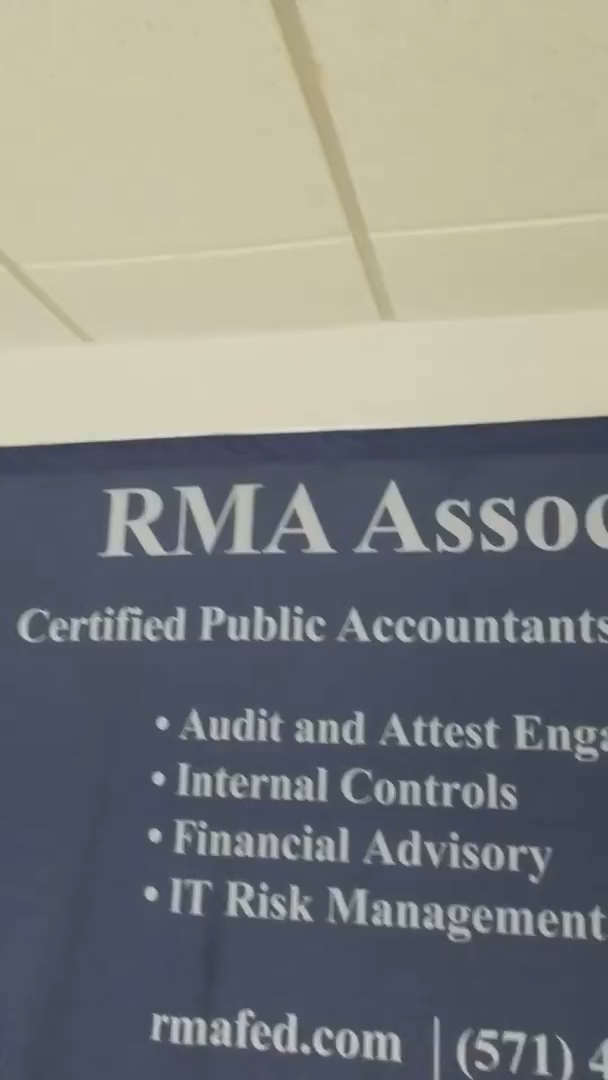 RMA Assoc
Certified Public Accountants
• Audit and Attest Enga
• Internal Controls
• Financial Advisory
• IT Risk Management
rmafed.com | (571) 4